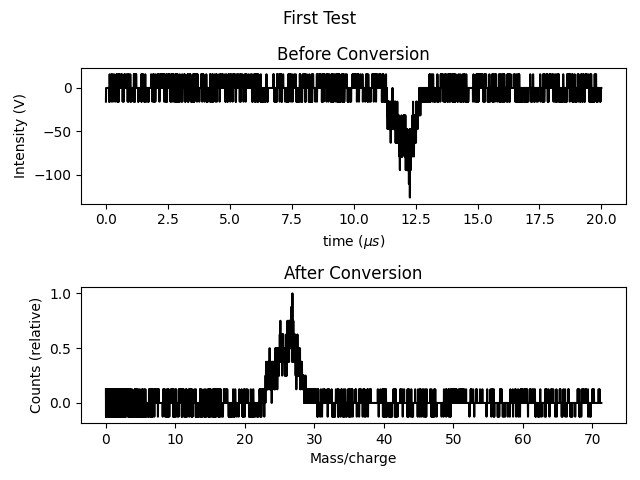 First Test
Before Conversion
0
−50
−100
Intensity (V)
0.0 2.5 5.0 7.5 10.0 12.5 15.0 17.5 20.0
time (μs)
After Conversion
1.0
0.5
0.0
Counts (relative)
0 10 20 30 40 50 60 70
Mass/charge